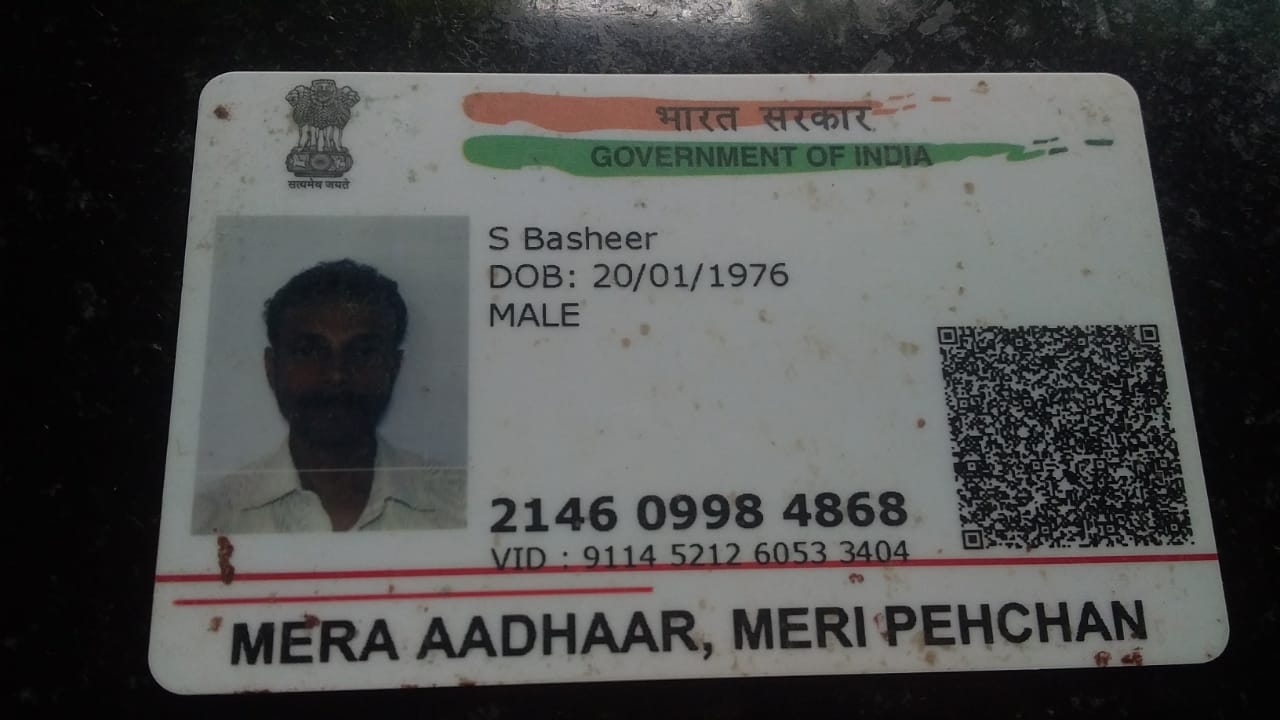 सत्यमेव जयते
भारत सरकार
GOVERNMENT OF INDIA
S Basheer
DOB: 20/01/1976
MALE
2146 0998 4868
VID : 9114 5212 6053 3404
MERA AADHAAR, MERI PEHCHAN